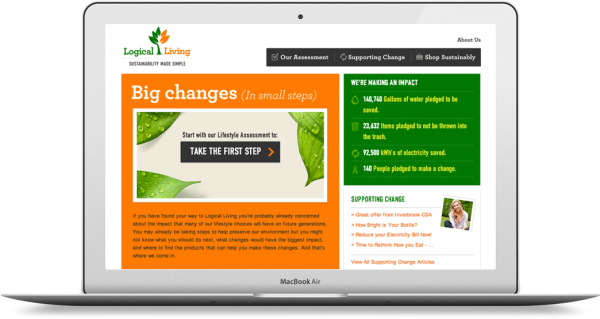 Logical Living
SUSTAINABILITY MADE SIMPLE
About Us
Our Assessment
Supporting Change
Shop Sustainably
Big changes (In small steps)
Start with our Lifestyle Assessment to:
TAKE THE FIRST STEP
If you have found your way to Logical Living you're probably already concerned
about the impact that many of our lifestyle choices will have on future generations.
You may already be taking steps to help preserve our environment but you might
not know what you should do next, what changes would have the biggest impact,
and where to find the products that can help you make these changes. And that's
where we come in.
WE'RE MAKING AN IMPACT
140,740 Gallons of water pledged to be
saved.
23,632 Items pledged to not be thrown into
the trash.
92,500 kWh's of electricity saved.
140 People pledged to make a change.
SUPPORTING CHANGE
» Great offer from Inverbrook CSA
» How Bright is Your Bottle?
» Reduce your Electricity Bill Now!
» Time to Rethink How you Eat - ...
View All Supporting Change Articles
MacBook Air